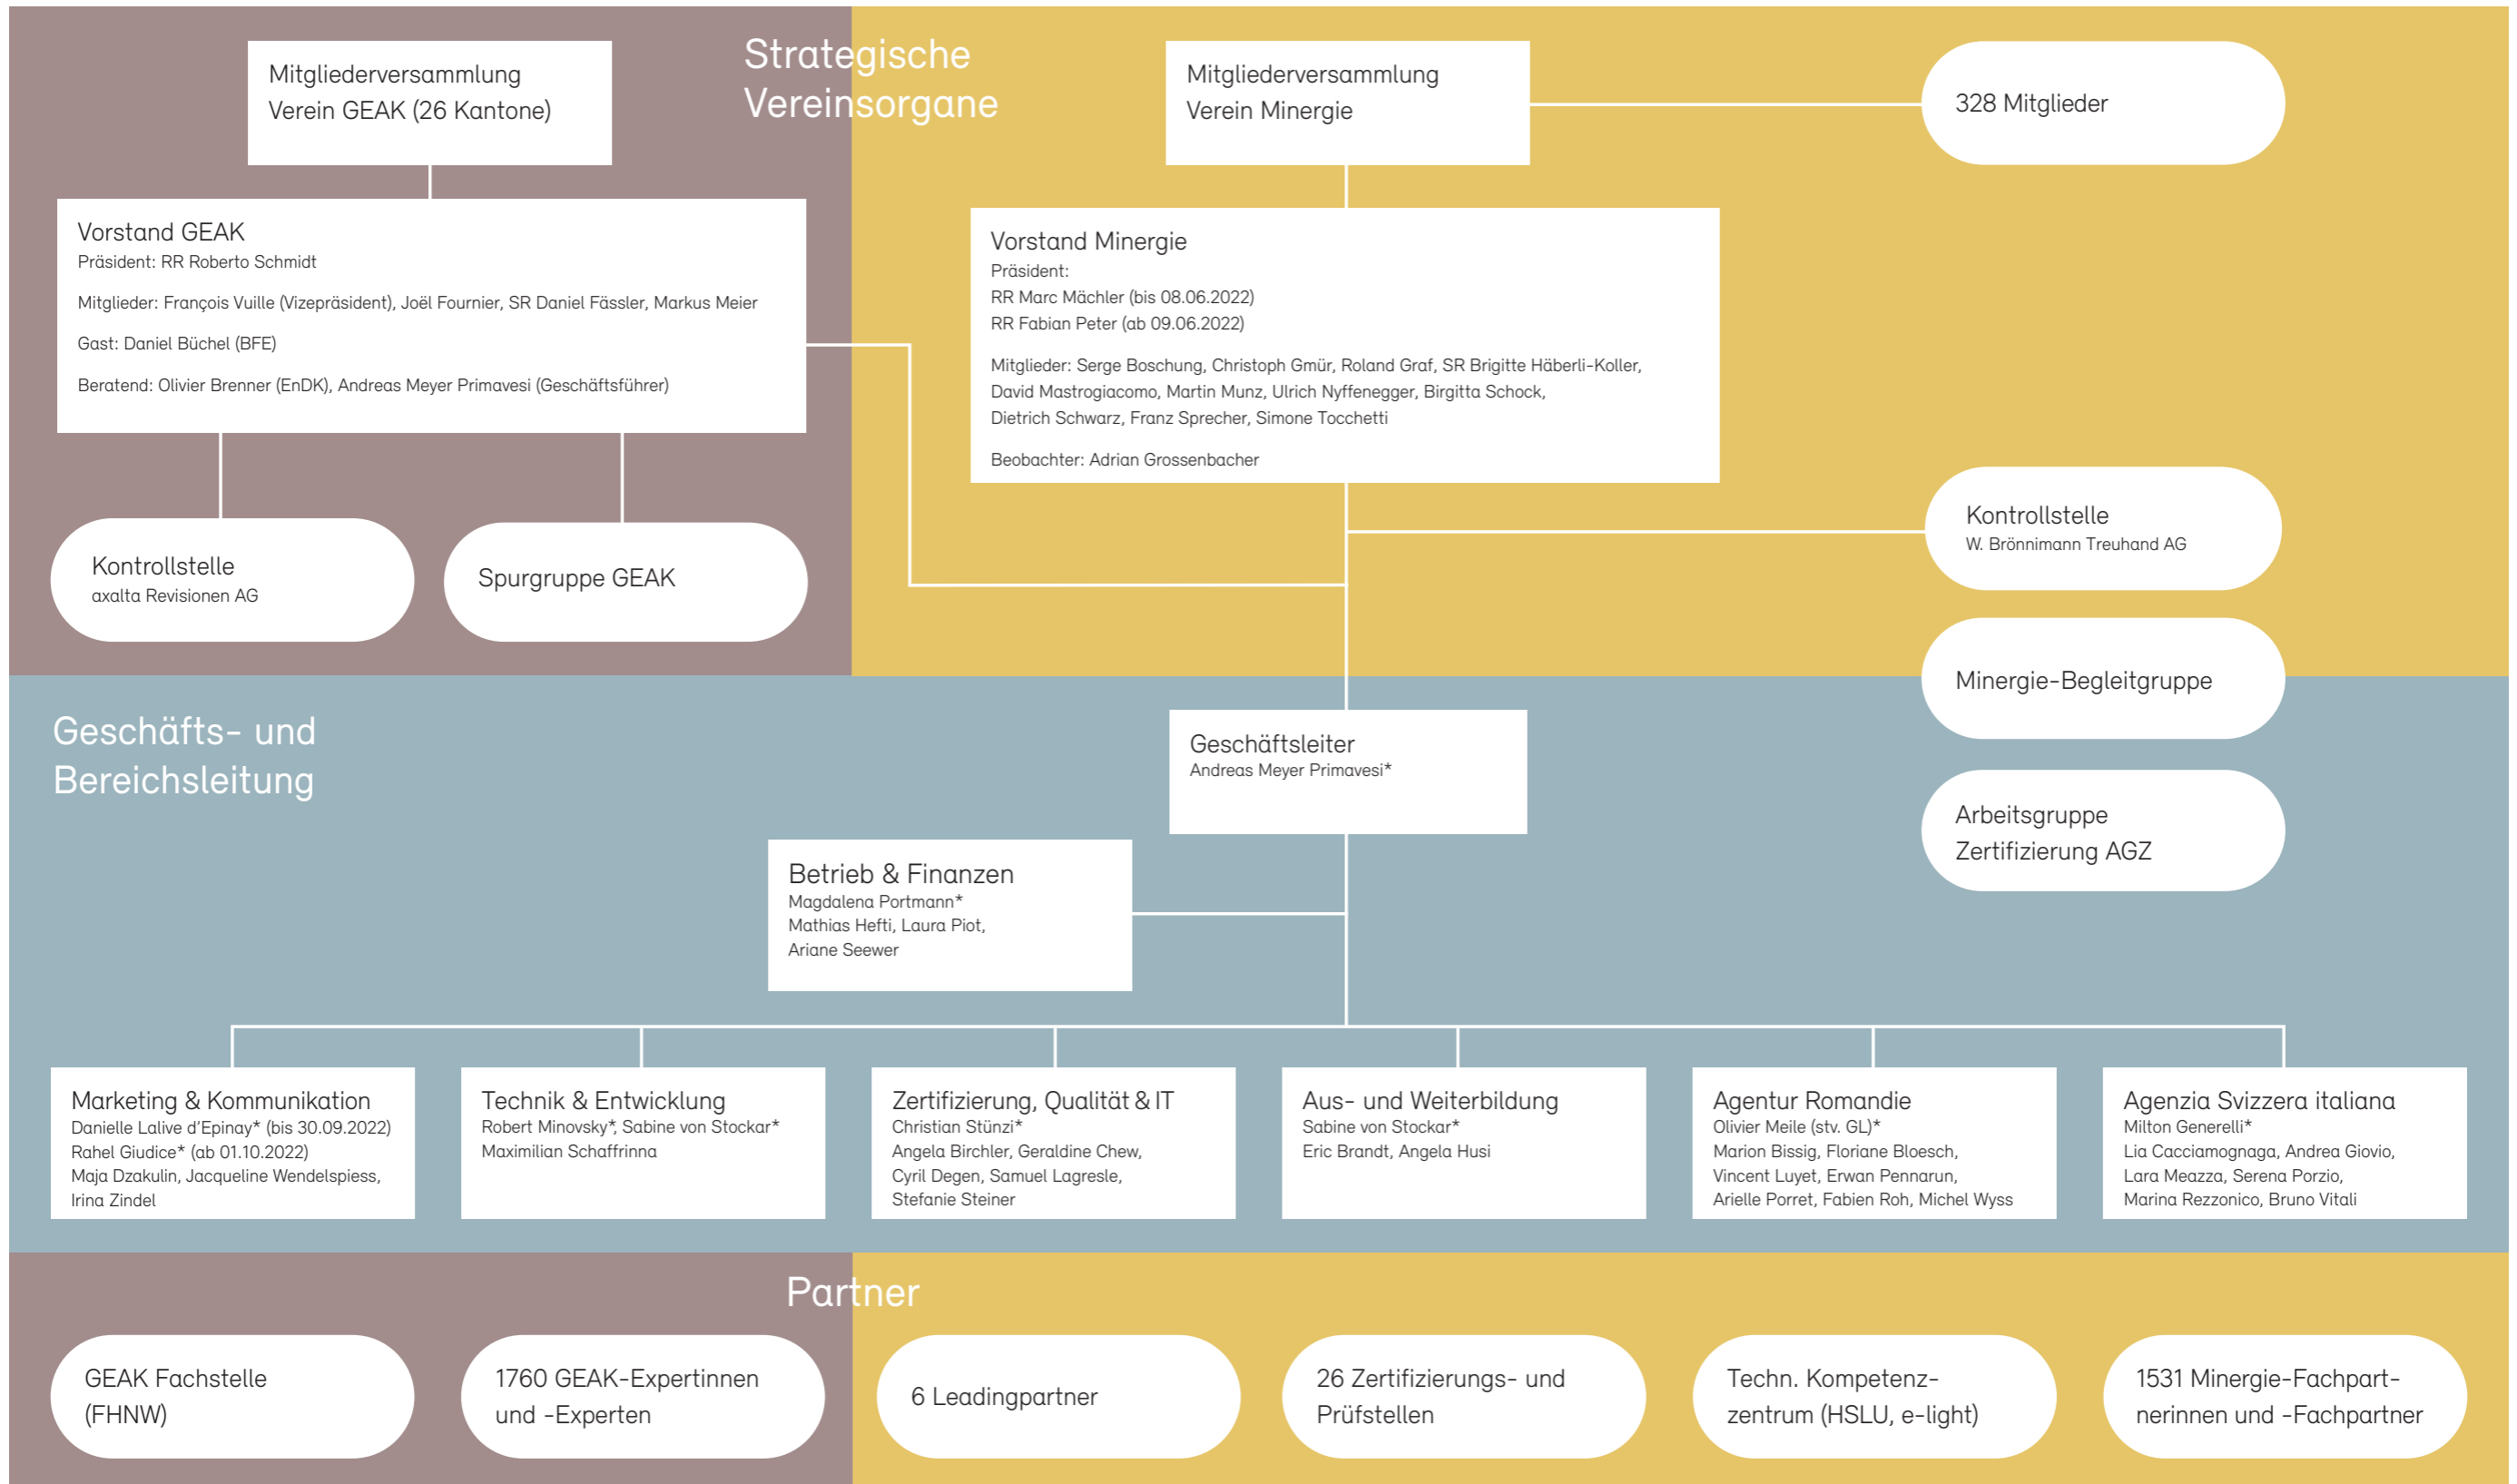 Strategische
Vereinsorgane
Mitgliederversammlung
Verein GEAK (26 Kantone)
Mitgliederversammlung
Verein Minergie
328 Mitglieder
Vorstand GEAK
Präsident: RR Roberto Schmidt
Mitglieder: François Vuille (Vizepräsident), Joël Fournier, SR Daniel Fässler, Markus Meier
Gast: Daniel Büchel (BFE)
Beratend: Olivier Brenner (EnDK), Andreas Meyer Primavesi (Geschäftsführer)
Vorstand Minergie
Präsident:
RR Marc Mächler (bis 08.06.2022)
RR Fabian Peter (ab 09.06.2022)
Mitglieder: Serge Boschung, Christoph Gmür, Roland Graf, SR Brigitte Häberli-Koller,
David Mastrogiacomo, Martin Munz, Ulrich Nyffenegger, Birgitta Schock,
Dietrich Schwarz, Franz Sprecher, Simone Tocchetti
Beobachter: Adrian Grossenbacher
Kontrollstelle
axalta Revisionen AG
Spurgruppe GEAK
Kontrollstelle
W. Brönnimann Treuhand AG
Minergie-Begleitgruppe
Arbeitsgruppe
Zertifizierung AGZ
Geschäfts- und
Bereichsleitung
Geschäftsleiter
Andreas Meyer Primavesi*
Betrieb & Finanzen
Magdalena Portmann*
Mathias Hefti, Laura Piot,
Ariane Seewer
Marketing & Kommunikation
Danielle Lalive d'Epinay* (bis 30.09.2022)
Rahel Giudice* (ab 01.10.2022)
Maja Dzakulin, Jacqueline Wendelspiess,
Irina Zindel
Technik & Entwicklung
Robert Minovsky*, Sabine von Stockar*
Maximilian Schaffrinna
Zertifizierung, Qualität & IT
Christian Stünzi*
Angela Birchler, Geraldine Chew,
Cyril Degen, Samuel Lagresle,
Stefanie Steiner
Aus- und Weiterbildung
Sabine von Stockar*
Eric Brandt, Angela Husi
Agentur Romandie
Olivier Meile (stv. GL)*
Marion Bissig, Floriane Bloesch,
Vincent Luyet, Erwan Pennarun,
Arielle Porret, Fabien Roh, Michel Wyss
Agenzia Svizzera italiana
Milton Generelli*
Lia Cacciamognaga, Andrea Giovio,
Lara Meazza, Serena Porzio,
Marina Rezzonico, Bruno Vitali
Partner
GEAK Fachstelle
(FHNW)
1760 GEAK-Expertinnen
und -Experten
6 Leadingpartner
26 Zertifizierungs- und
Prüfstellen
Techn. Kompetenz-
zentrum (HSLU, e-light)
1531 Minergie-Fachpart-
nerinnen und -Fachpartner